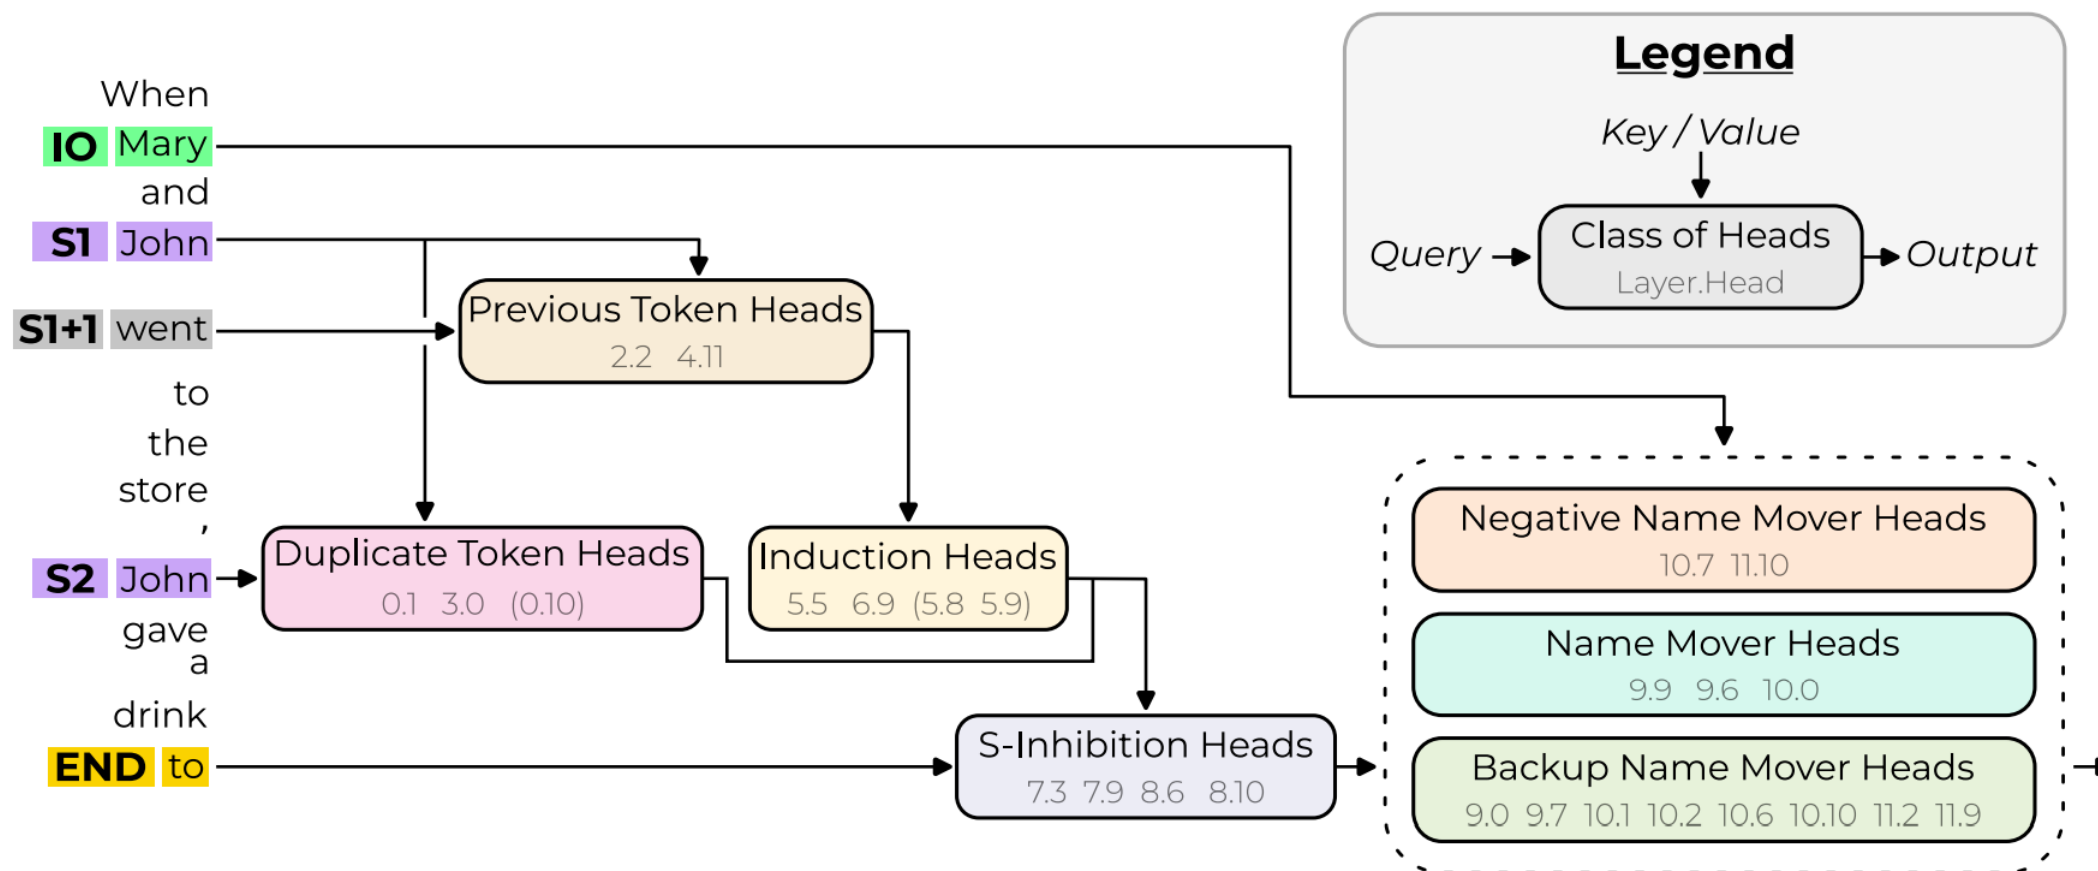 When
IO Mary
and
S1 John
S1+1 went
to
the
store
,
S2 John
gave
a
drink
END to
Previous Token Heads
2.2 4.11
Duplicate Token Heads
0.1 3.0 (0.10)
Induction Heads
5.5 6.9 (5.8 5.9)
S-Inhibition Heads
7.3 7.9 8.6 8.10
Legend
Key / Value
Query
Class of Heads
Layer.Head
Output
Negative Name Mover Heads
10.7 11.10
Name Mover Heads
9.9 9.6 10.0
Backup Name Mover Heads
9.0 9.7 10.1 10.2 10.6 10.10 11.2 11.9